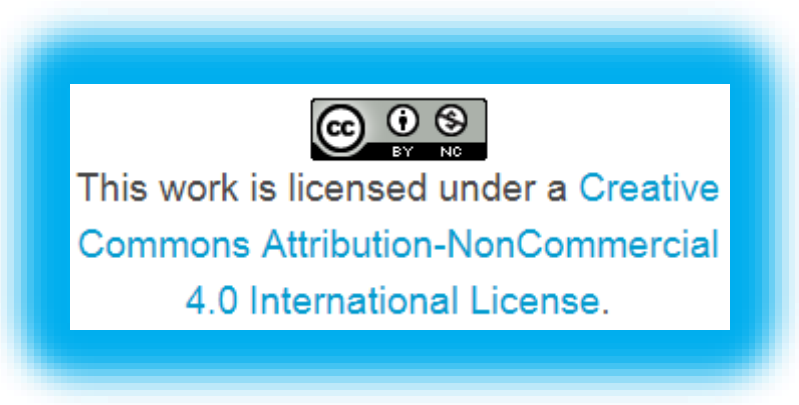 cc BY NC
This work is licensed under a Creative
Commons Attribution-NonCommercial
4.0 International License.